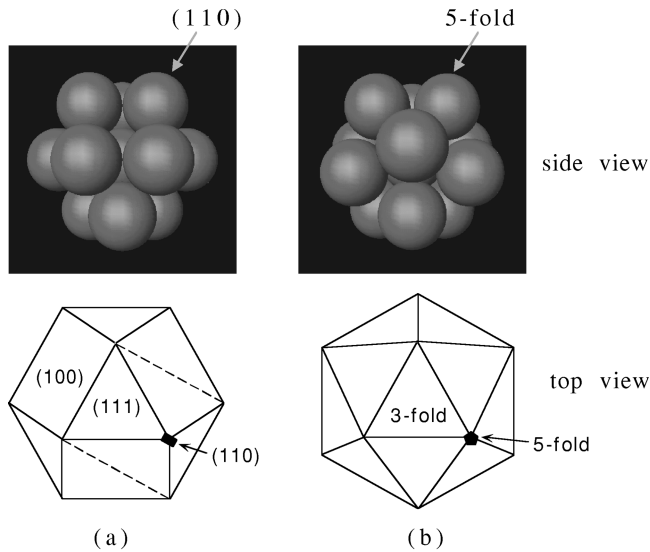 (110)
5-fold
side view
(100)
(111)
(110)
3-fold
5-fold
top view
(a)
(b)